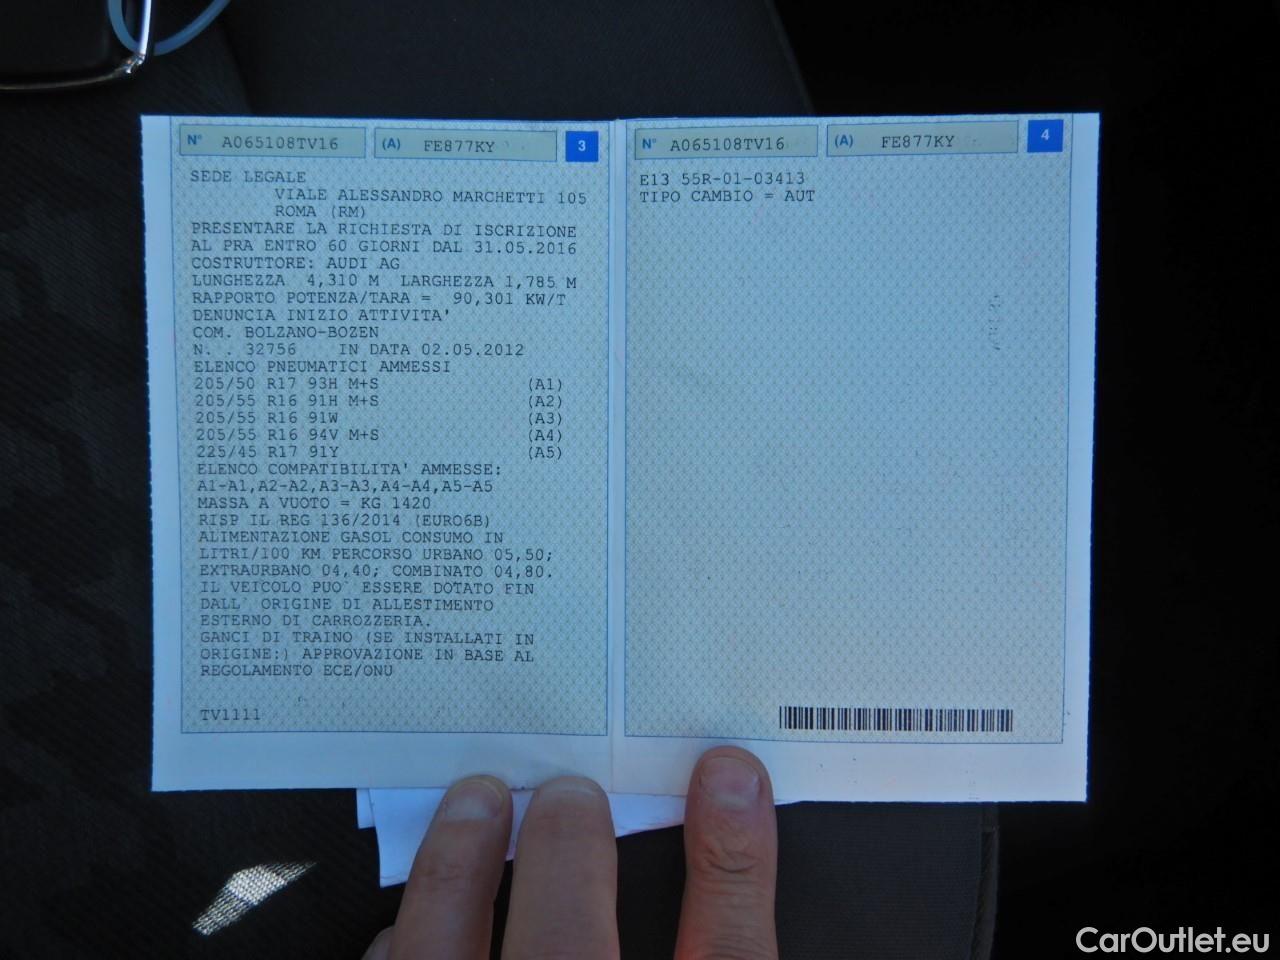 N° A065108TV16 (A) FE877KY 3
SEDE LEGALE
VIALE ALESSANDRO MARCHETTI 105
ROMA (RM)
PRESENTARE LA RICHIESTA DI ISCRIZIONE
AL PRA ENTRO 60 GIORNI DAL 31.05.2016
COSTRUTTORE: AUDI AG
LUNGHEZZA 4,310 M LARGHEZZA 1,785 M
RAPPORTO POTENZA/TARA = 90,301 KW/T
DENUNCIA INIZIO ATTIVITA'
COM. BOLZANO-BOZEN
N. . 32756 IN DATA 02.05.2012
ELENCO PNEUMATICI AMMESSI
205/50 R17 93H M+S (A1)
205/55 R16 91H M+S (A2)
205/55 R16 91W (A3)
205/55 R16 94V M+S (A4)
225/45 R17 91Y (A5)
ELENCO COMPATIBILITA' AMMESSE:
A1-A1,A2-A2,A3-A3,A4-A4,A5-A5
MASSA A VUOTO = KG 1420
RISP IL REG 136/2014 (EURO6B)
ALIMENTAZIONE GASOL CONSUMO IN
LITRI/100 KM PERCORSO URBANO 05,50;
EXTRAURBANO 04,40; COMBINATO 04,80.
IL VEICOLO PUO` ESSERE DOTATO FIN
DALL` ORIGINE DI ALLESTIMENTO
ESTERNO DI CARROZZERIA.
GANCI DI TRAINO (SE INSTALLATI IN
ORIGINE:) APPROVAZIONE IN BASE AL
REGOLAMENTO ECE/ONU
TV1111
N° A065108TV16 (A) FE877KY 4
E13 55R-01-03413
TIPO CAMBIO = AUT
CarOutlet.eu